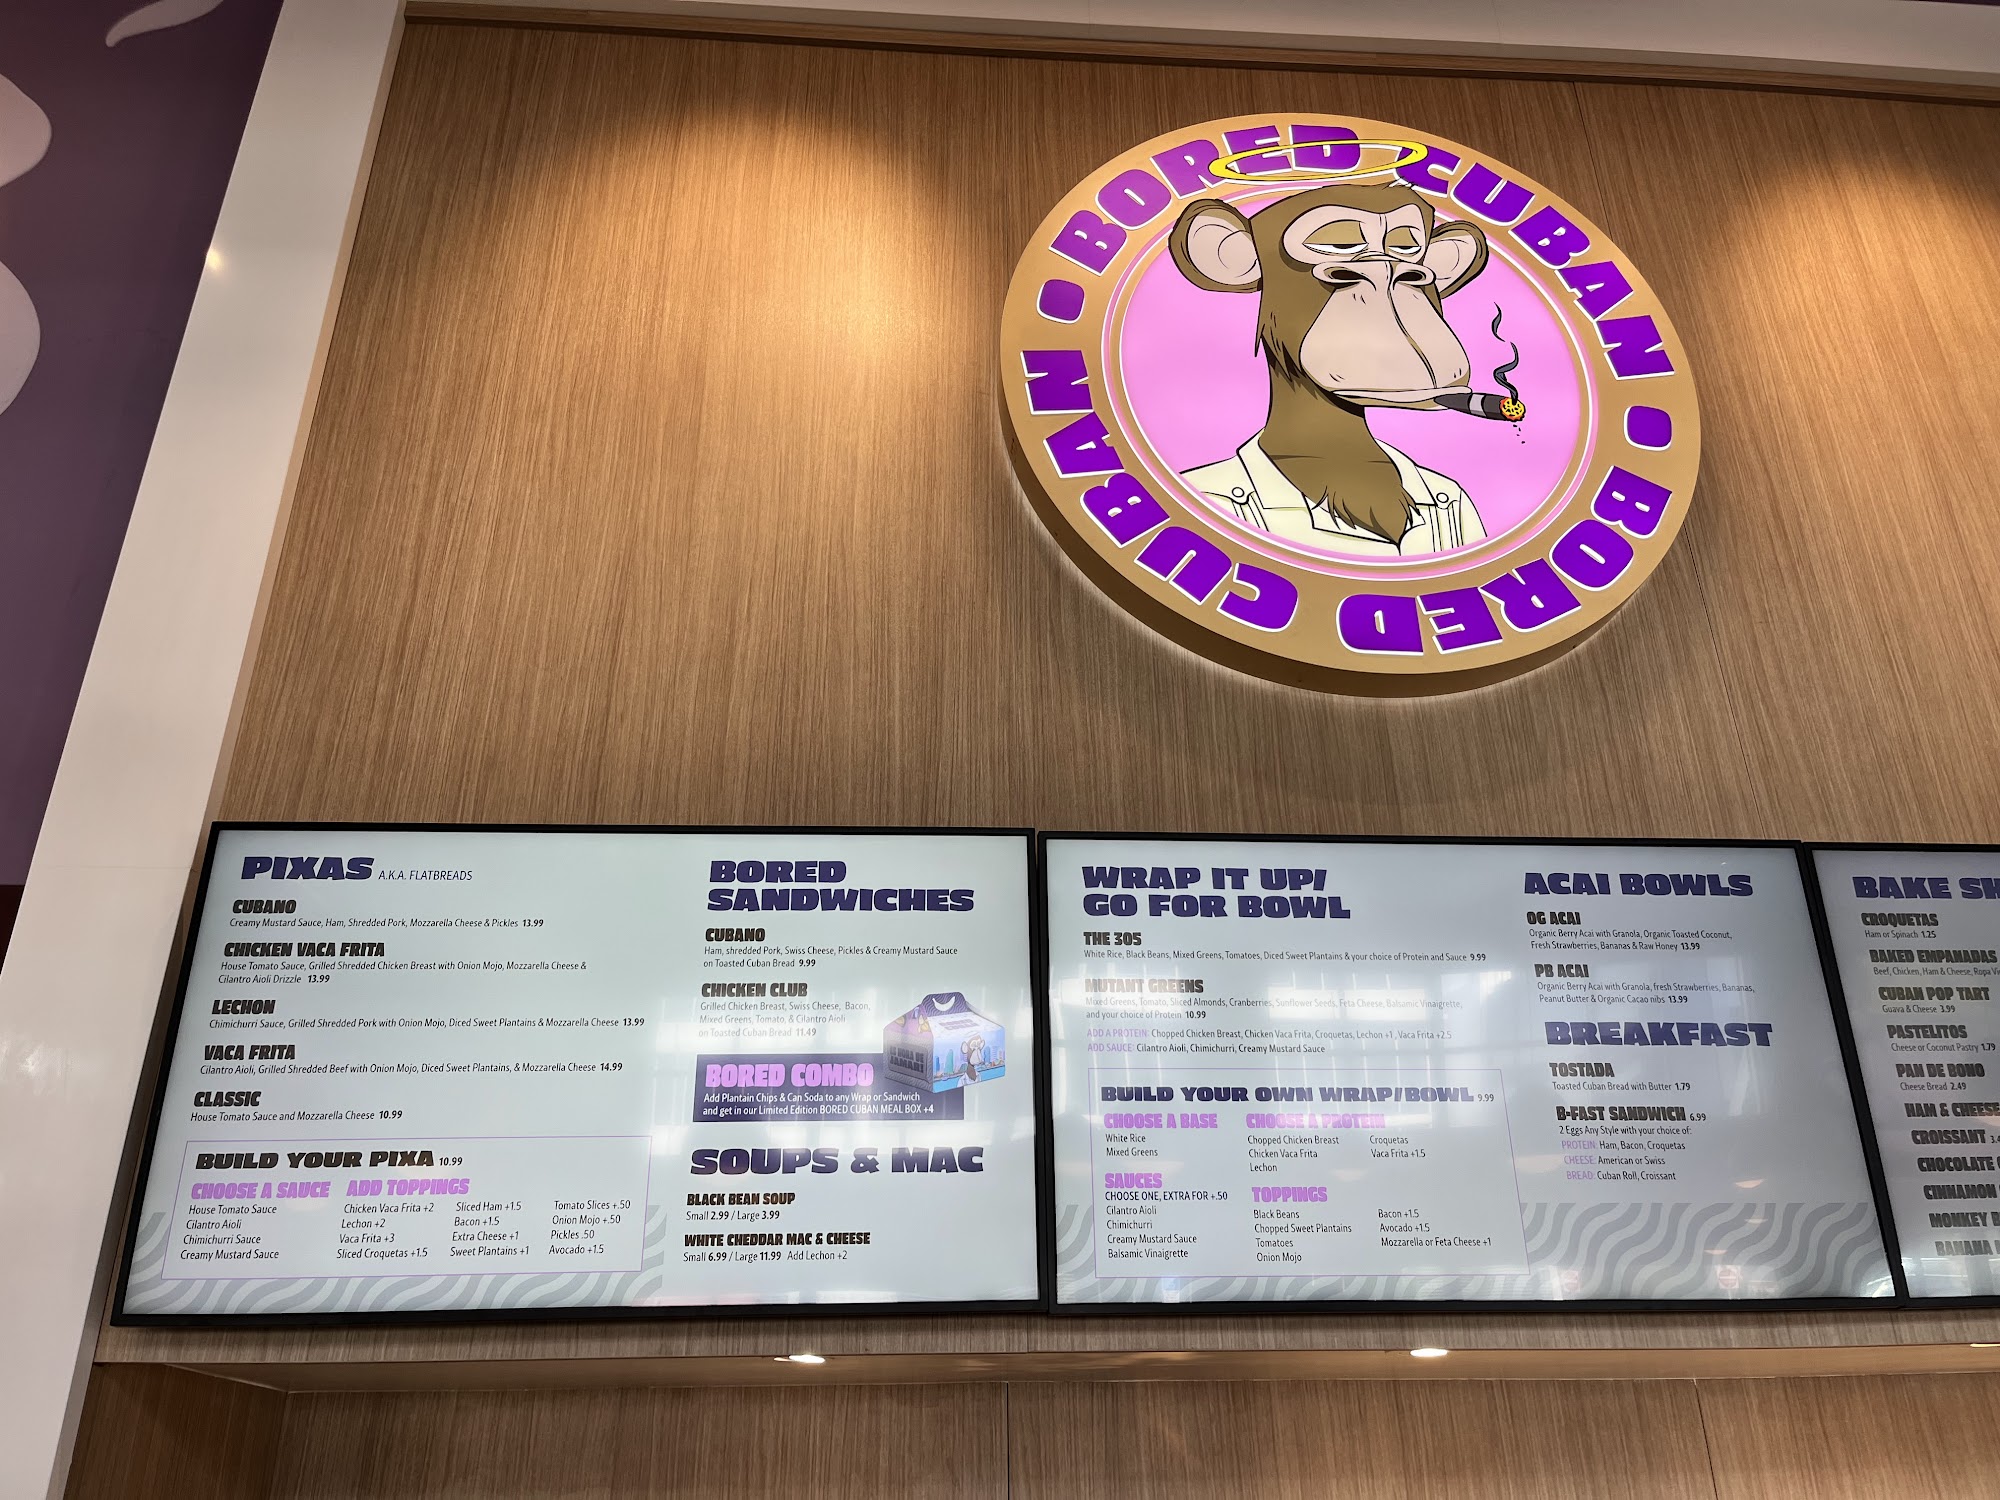 BORED CUBAN • BORED CUBAN •
PIXAS A.K.A. FLATBREADS
CUBANO
Creamy Mustard Sauce, Ham, Shredded Pork, Mozzarella Cheese & Pickles 13.99
CHICKEN VACA FRITA
House Tomato Sauce, Grilled Shredded Chicken Breast with Onion Mojo, Mozzarella Cheese &
Cilantro Aioli Drizzle 13.99
LECHON
Chimichurri Sauce, Grilled Shredded Pork with Onion Mojo, Diced Sweet Plantains & Mozzarella Cheese 13.99
VACA FRITA
Cilantro Aioli, Grilled Shredded Beef with Onion Mojo, Diced Sweet Plantains, & Mozzarella Cheese 14.99
CLASSIC
House Tomato Sauce and Mozzarella Cheese 10.99
BUILD YOUR PIXA 10.99
CHOOSE A SAUCE
House Tomato Sauce
Cilantro Aioli
Chimichurri Sauce
Creamy Mustard Sauce
ADD TOPPINGS
Chicken Vaca Frita +2
Lechon +2
Vaca Frita +3
Sliced Croquetas +1.5
Sliced Ham +1.5
Bacon +1.5
Extra Cheese +1
Sweet Plantains +1
Tomato Slices +.50
Onion Mojo +.50
Pickles .50
Avocado +1.5
BORED
SANDWICHES
CUBANO
Ham, shredded Pork, Swiss Cheese, Pickles & Creamy Mustard Sauce
on Toasted Cuban Bread 9.99
CHICKEN CLUB
Grilled Chicken Breast, Swiss Cheese, Bacon,
Mixed Greens, Tomato, & Cilantro Aioli
on Toasted Cuban Bread 11.49
BORED COMBO
Add Plantain Chips & Can Soda to any Wrap or Sandwich
and get in our Limited Edition BORED CUBAN MEAL BOX +4
SOUPS & MAC
BLACK BEAN SOUP
Small 2.99 / Large 3.99
WHITE CHEDDAR MAC & CHEESE
Small 6.99 / Large 11.99 Add Lechon +2
WRAP IT UP/
GO FOR BOWL
THE 305
White Rice, Black Beans, Mixed Greens, Tomatoes, Diced Sweet Plantains & your choice of Protein and Sauce 9.99
MUTANT GREENS
Mixed Greens, Tomato, Sliced Almonds, Cranberries, Sunflower Seeds, Feta Cheese, Balsamic Vinaigrette,
and your choice of Protein 10.99
ADD A PROTEIN: Chopped Chicken Breast, Chicken Vaca Frita, Croquetas, Lechon +1, Vaca Frita +2.5
ADD SAUCE: Cilantro Aioli, Chimichurri, Creamy Mustard Sauce
BUILD YOUR OWN WRAP/BOWL 9.99
CHOOSE A BASE
White Rice
Mixed Greens
CHOOSE A PROTEIN
Chopped Chicken Breast
Chicken Vaca Frita
Lechon
Croquetas
Vaca Frita +1.5
SAUCES
CHOOSE ONE, EXTRA FOR +.50
Cilantro Aioli
Chimichurri
Creamy Mustard Sauce
Balsamic Vinaigrette
TOPPINGS
Black Beans
Chopped Sweet Plantains
Tomatoes
Onion Mojo
Bacon +1.5
Avocado +1.5
Mozzarella or Feta Cheese +1
ACAI BOWLS
OG ACAI
Organic Berry Acai with Granola, Organic Toasted Coconut,
Fresh Strawberries, Bananas & Raw Honey 13.99
PB ACAI
Organic Berry Acai with Granola, fresh Strawberries, Bananas,
Peanut Butter & Organic Cacao nibs 13.99
BREAKFAST
TOSTADA
Toasted Cuban Bread with Butter 1.79
B-FAST SANDWICH 6.99
2 Eggs Any Style with your choice of:
PROTEIN: Ham, Bacon, Croquetas
CHEESE: American or Swiss
BREAD: Cuban Roll, Croissant
BAKE SH
CROQUETAS
Ham or Spinach 1.25
BAKED EMPANADAS
Beef, Chicken, Ham & Cheese, Ropa
CUBAN POP TART
Guava & Cheese 3.99
PASTELITOS
Cheese or Coconut Pastry 1.79
PAN DE BONO
Cheese Bread 2.49
HAM & CHEESE
CROISSANT
CHOCOLATE
CINNAMON
MONKEY
BANANA